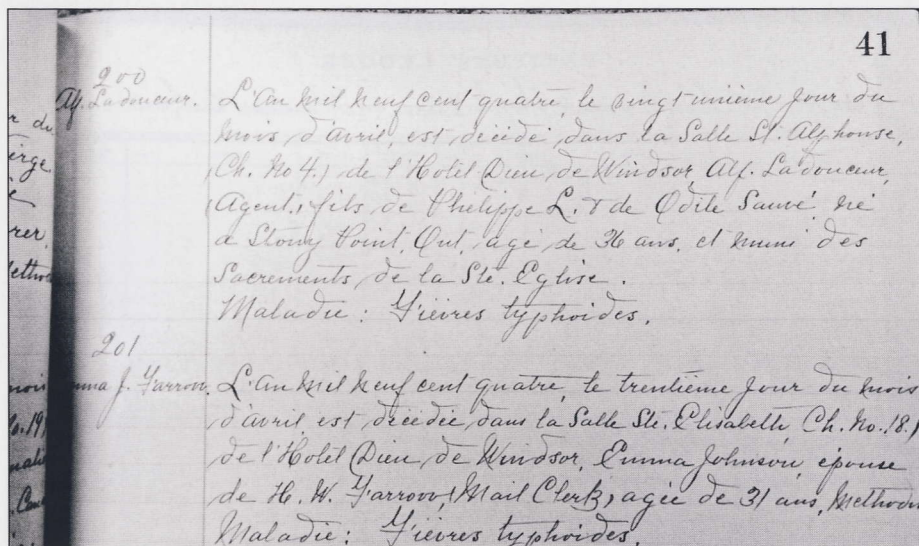 41
200
Alf. Ladouceur.
L'An mil neuf cent quatre, le vingt unième jour du
mois d'avril, est décédé, dans la Salle St. Alphonse,
(Ch. No 4.) de l'Hotel Dieu de Windsor, Alf. Ladouceur,
(Agent,) fils de Philippe L. & de Odile Sauvé, né
a Stony Point, Ont, agé de 36 ans, et muni des
Sacrements de la Ste. Eglise.
Maladie: Fièvres typhoides.
201
Emma J. Farrow.
L'An mil neuf cent quatre, le trentième jour du mois
d'avril est décédée dans la Salle Ste. Elisabeth, Ch. No. 18.)
de l'Hotel Dieu de Windsor, Emma Johnson, épouse
de H. W. Farrow, (Mail Clerk), agée de 31 ans, Method
Maladie: Fièvres typhoides.